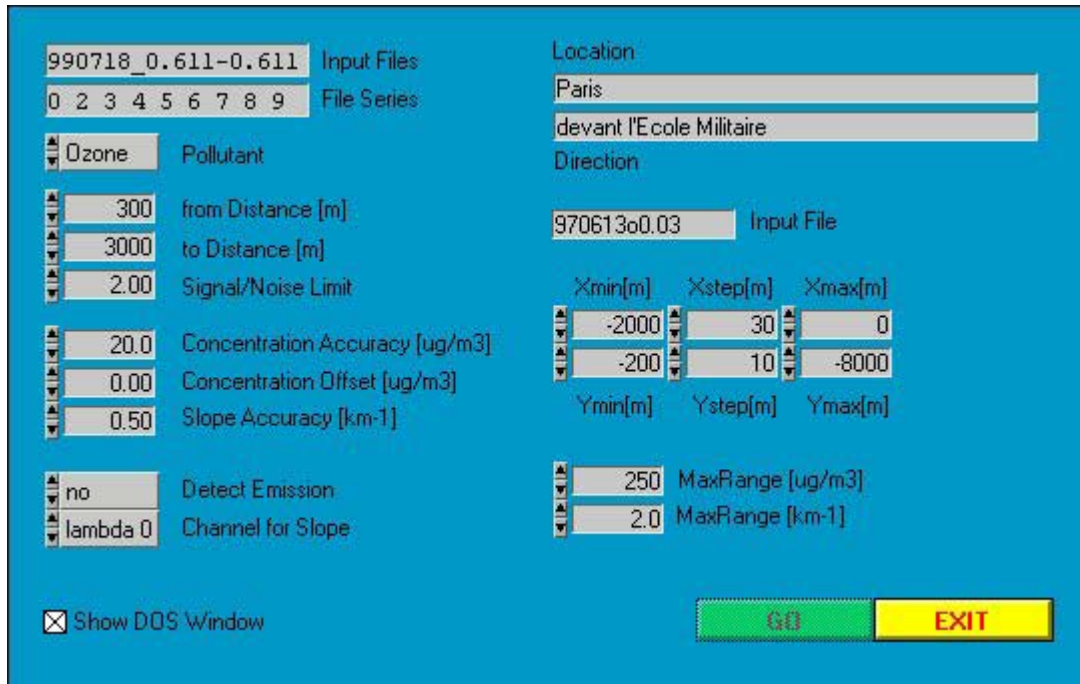 990718_0.611-0.611 Input Files
0 2 3 4 5 6 7 8 9 File Series
Ozone Pollutant
300 from Distance [m]
3000 to Distance [m]
2.00 Signal/Noise Limit
20.0 Concentration Accuracy [ug/m3]
0.00 Concentration Offset [ug/m3]
0.50 Slope Accuracy [km-1]
no Detect Emission
lambda 0 Channel for Slope
Show DOS Window
Location
Paris
devant l'Ecole Militaire
Direction
970613o0.03 Input File
Xmin[m] Xstep[m] Xmax[m]
-2000 30 0
-200 10 -8000
Ymin[m] Ystep[m] Ymax[m]
250 MaxRange [ug/m3]
2.0 MaxRange [km-1]
GO EXIT